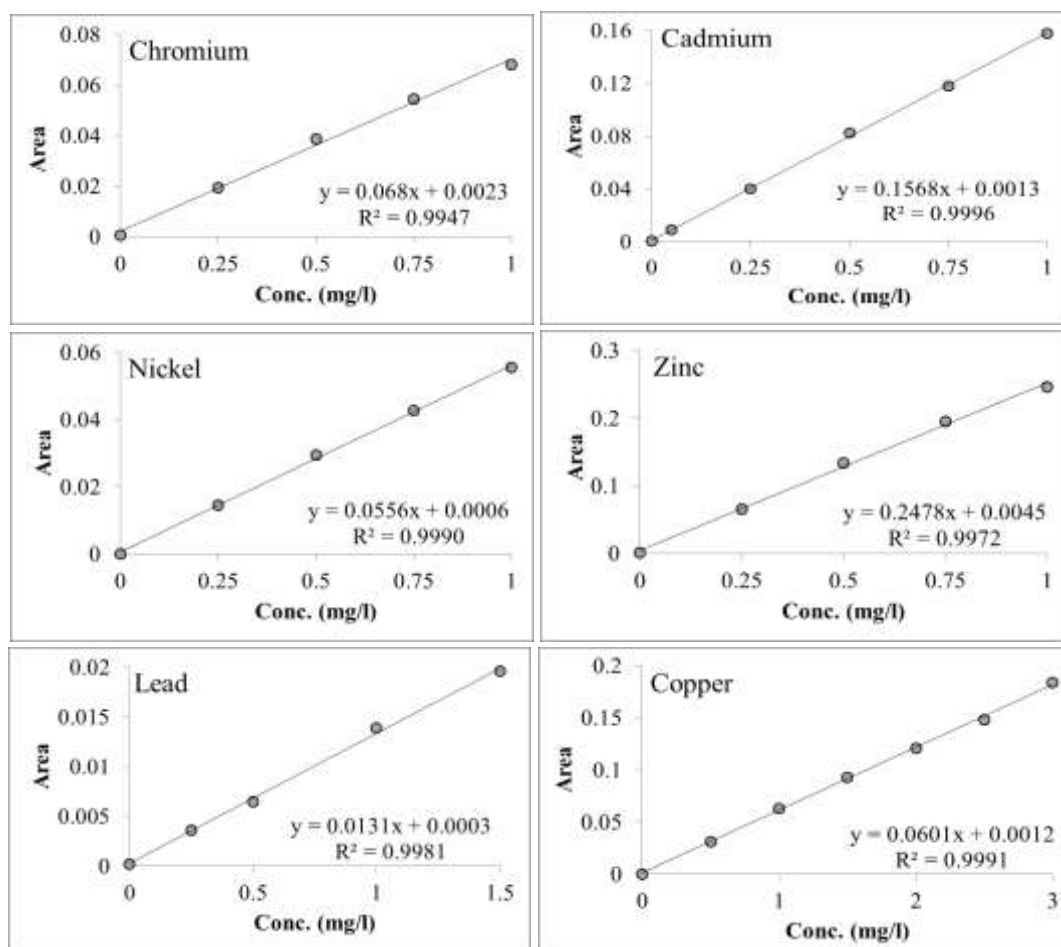 Chromium
0.08
0.06
0.04
0.02
0
Area
y = 0.068x + 0.0023
R² = 0.9947
0 0.25 0.5 0.75 1
Conc. (mg/l)
Cadmium
0.16
0.12
0.08
0.04
0
Area
y = 0.1568x + 0.0013
R² = 0.9996
0 0.25 0.5 0.75 1
Conc. (mg/l)
Nickel
0.06
0.04
0.02
0
Area
y = 0.0556x + 0.0006
R² = 0.9990
0 0.25 0.5 0.75 1
Conc. (mg/l)
Zinc
0.3
0.2
0.1
0
Area
y = 0.2478x + 0.0045
R² = 0.9972
0 0.25 0.5 0.75 1
Conc. (mg/l)
Lead
0.02
0.015
0.01
0.005
0
Area
y = 0.0131x + 0.0003
R² = 0.9981
0 0.5 1 1.5
Conc. (mg/l)
Copper
0.2
0.15
0.1
0.05
0
Area
y = 0.0601x + 0.0012
R² = 0.9991
0 1 2 3
Conc. (mg/l)